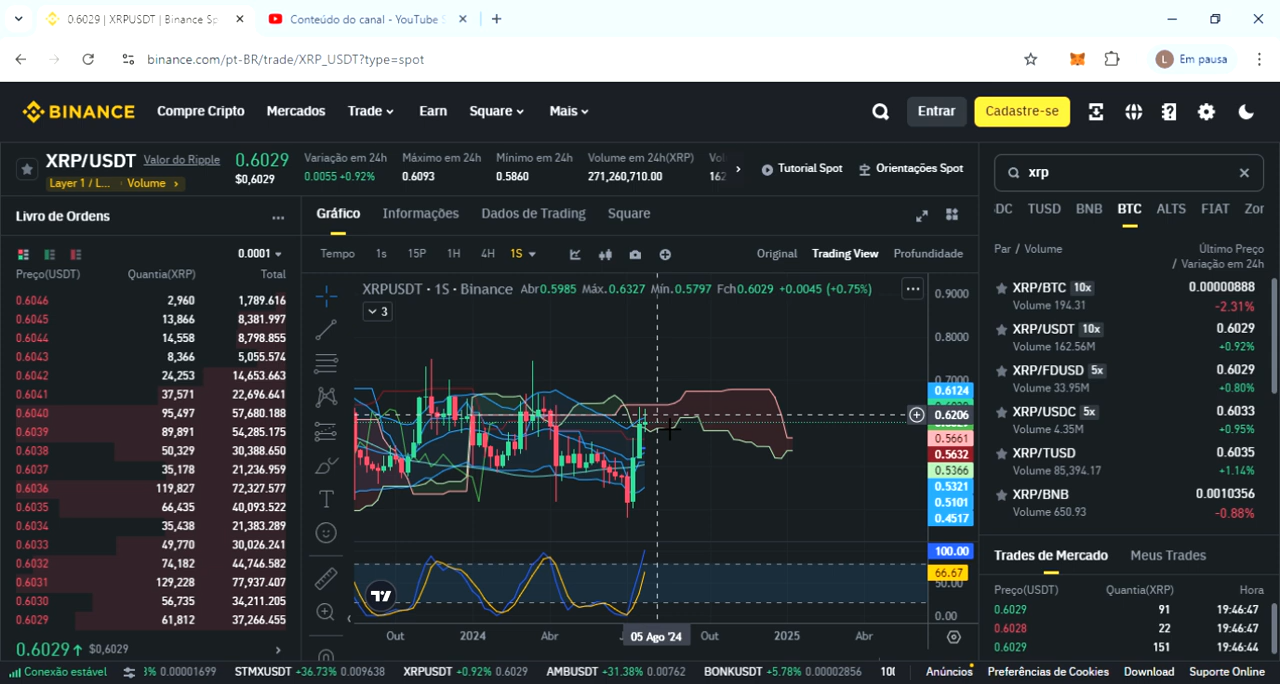 0.6029 | XRPUSDT | Binance Sp
Conteúdo do canal - YouTube S
binance.com/pt-BR/trade/XRP_USDT?type=spot
L Em pausa
BINANCE Compre Cripto Mercados Trade Earn Square Mais Entrar Cadastre-se
XRP/USDT Valor do Ripple
Layer 1 / L... Volume
0.6029
$0,6029
Variação em 24h
0.0055 +0.92%
Máximo em 24h
0.6093
Mínimo em 24h
0.5860
Volume em 24h(XRP)
271,260,710.00
Vol
162
Tutorial Spot Orientações Spot
Livro de Ordens
0.0001
Preço(USDT) Quantia(XRP) Total
0.6046 2,960 1,789.616
0.6045 13,866 8,381.997
0.6044 14,558 8,798.855
0.6043 8,366 5,055.574
0.6042 24,253 14,653.663
0.6041 37,571 22,696.641
0.6040 95,497 57,680.188
0.6039 89,891 54,285.175
0.6038 50,329 30,388.650
0.6037 35,178 21,236.959
0.6036 119,827 72,327.577
0.6035 66,435 40,093.522
0.6034 35,438 21,383.289
0.6033 49,770 30,026.241
0.6032 74,182 44,746.582
0.6031 129,228 77,937.407
0.6030 56,735 34,211.205
0.6029 61,812 37,266.455
0.6029 $0,6029
Gráfico Informações Dados de Trading Square
Tempo 1s 15P 1H 4H 1S
Original Trading View Profundidade
XRPUSDT · 1S · Binance Abr0.5985 Máx.0.6327 Mín.0.5797 Fch0.6029 +0.0045 (+0.75%)
3
0.9000
0.8000
0.7000
0.6124
0.6206
0.5661
0.5632
0.5366
0.5321
0.5101
0.4517
100.00
66.67
50.00
0.00
Out 2024 Abr 05 Ago '24 Out 2025 Abr
xrp
TUSD BNB BTC ALTS FIAT
Par / Volume
Último Preço
/ Variação em 24h
XRP/BTC 10x 0.00000888
Volume 194.31 -2.31%
XRP/USDT 10x 0.6029
Volume 162.56M +0.92%
XRP/FDUSD 5x 0.6029
Volume 33.95M +0.80%
XRP/USDC 5x 0.6033
Volume 4.35M +0.95%
XRP/TUSD 0.6035
Volume 85,394.17 +1.14%
XRP/BNB 0.0010356
Volume 650.93 -0.88%
Trades de Mercado Meus Trades
Preço(USDT) Quantia(XRP) Hora
0.6029 91 19:46:47
0.6028 22 19:46:47
0.6029 151 19:46:44
Conexão estável 3% 0.00001699 STMXUSDT +36.73% 0.009638 XRPUSDT +0.92% 0.6029 AMBUSDT +31.38% 0.00762 BONKUSDT +5.78% 0.00002856 Anúncios Preferências de Cookies Download Suporte Online